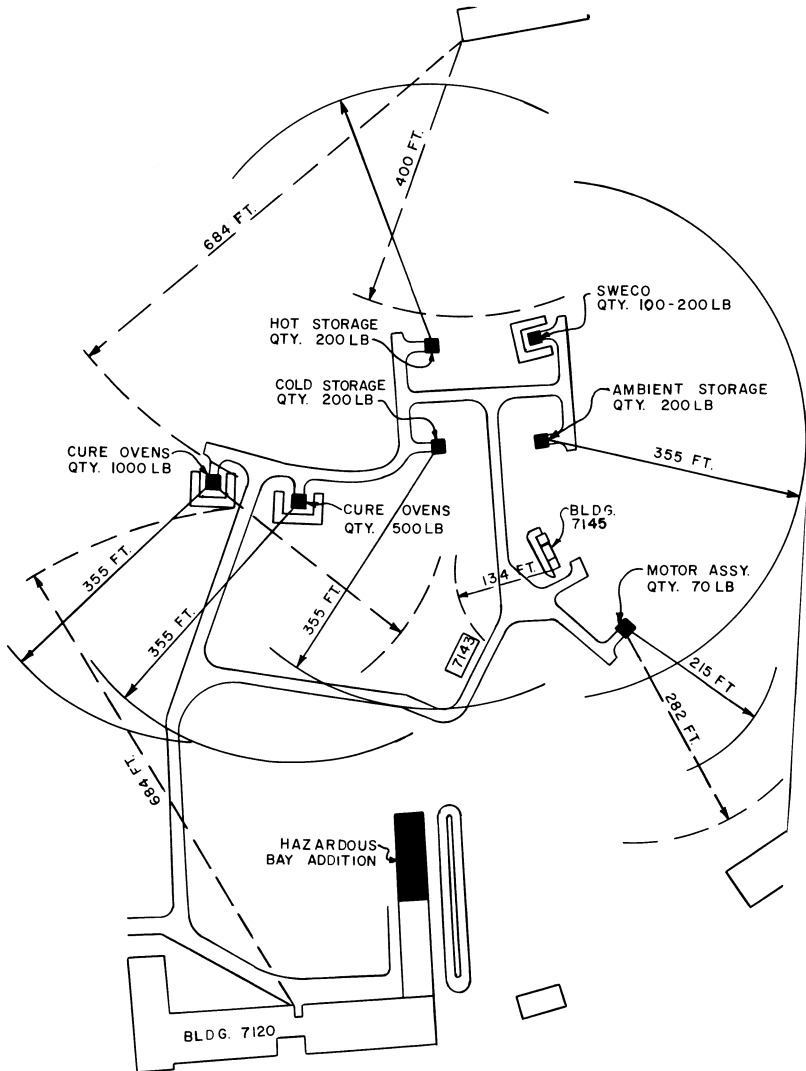 400 FT.
684 FT.
SWECO
QTY. 100-200 LB
HOT STORAGE
QTY. 200 LB
COLD STORAGE
QTY. 200 LB
AMBIENT STORAGE
QTY. 200 LB
355 FT.
CURE OVENS
QTY. 1000 LB
CURE OVENS
QTY. 500 LB
BLDG.
7145
134 FT.
MOTOR ASSY.
QTY. 70 LB
355 FT.
355 FT.
355 FT.
7143
215 FT
282 FT.
684 FT.
HAZARDOUS
BAY ADDITION
BLDG. 7120